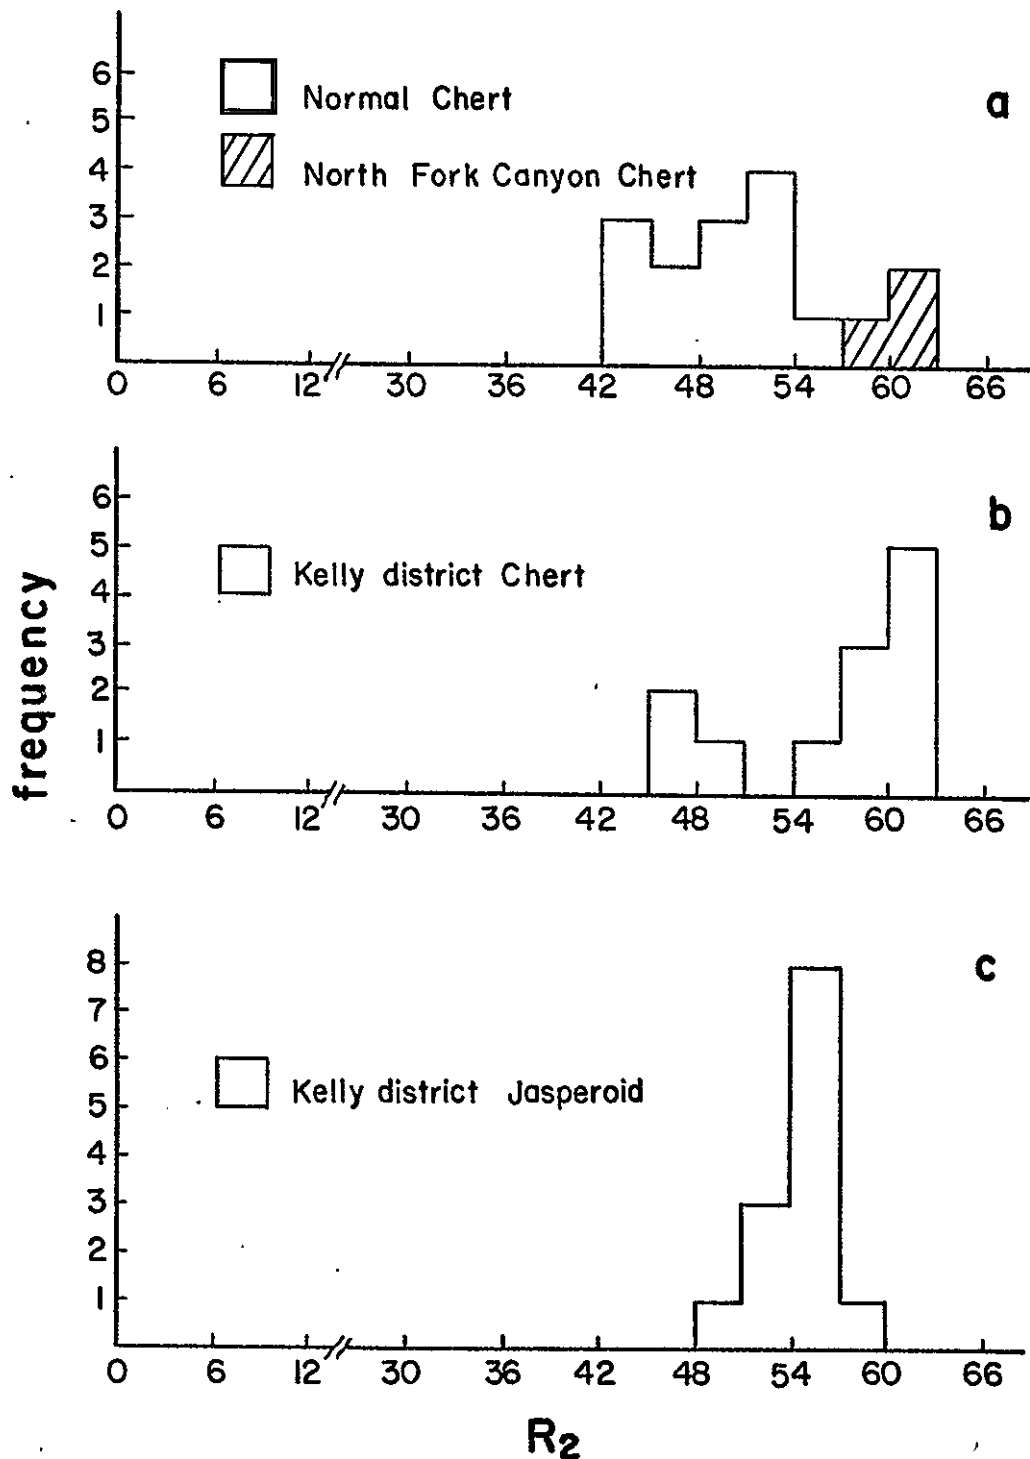 6
5
4
3
2
1
Normal Chert
North Fork Canyon Chert
a
0 6 12 30 36 42 48 54 60 66
frequency
6
5
4
3
2
1
Kelly district Chert
b
0 6 12 30 36 42 48 54 60 66
8
7
6
5
4
3
2
1
Kelly district Jasperoid
c
0 6 12 30 36 42 48 54 60 66
R2